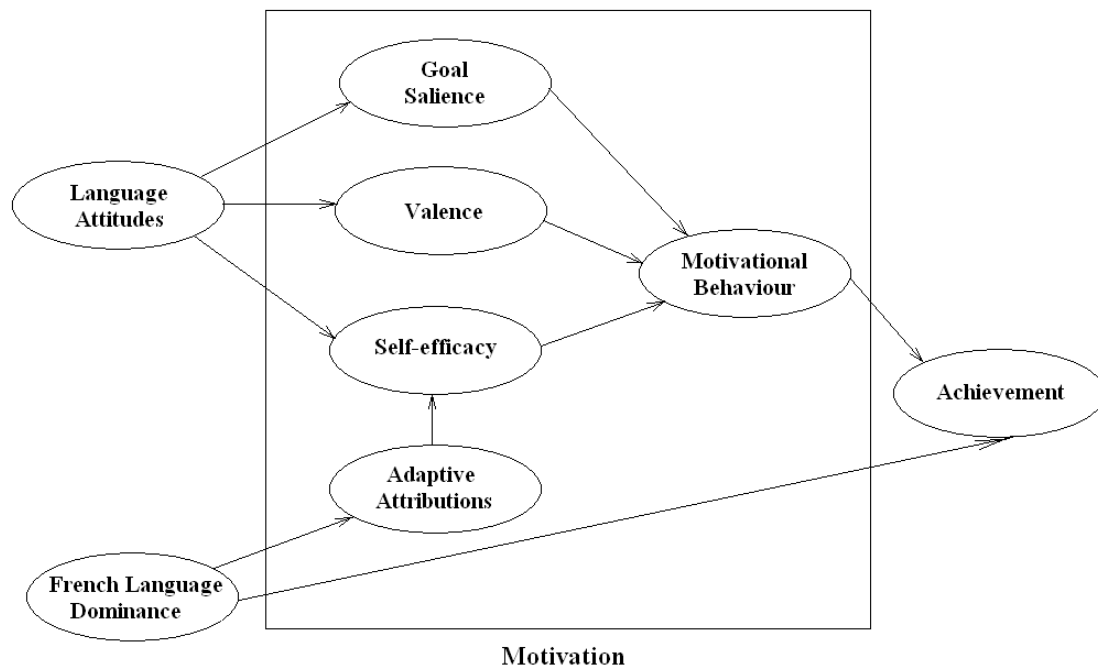 Goal
Salience
Language
Attitudes
Valence
Motivational
Behaviour
Self-efficacy
Achievement
Adaptive
Attributions
French Language
Dominance
Motivation